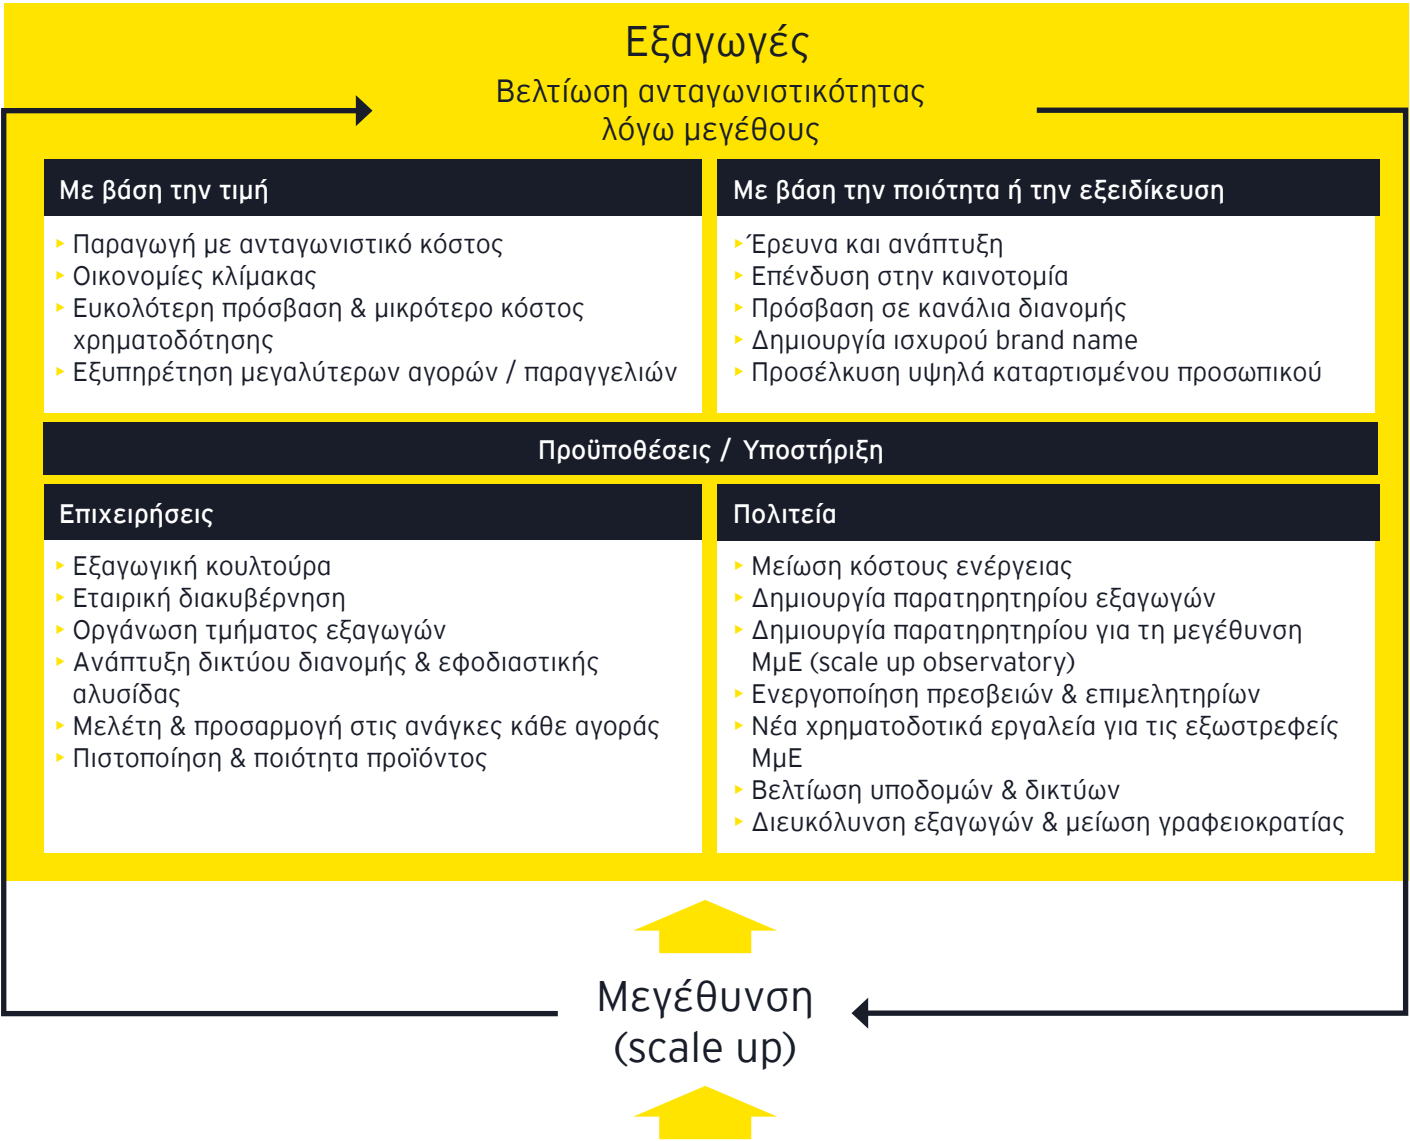 Εξαγωγές
Βελτίωση ανταγωνιστικότητας
λόγω μεγέθους
Με βάση την τιμή
‣ Παραγωγή με ανταγωνιστικό κόστος
‣ Οικονομίες κλίμακας
‣ Ευκολότερη πρόσβαση & μικρότερο κόστος
χρηματοδότησης
‣ Εξυπηρέτηση μεγαλύτερων αγορών / παραγγελιών
Με βάση την ποιότητα ή την εξειδίκευση
‣ Έρευνα και ανάπτυξη
‣ Επένδυση στην καινοτομία
‣ Πρόσβαση σε κανάλια διανομής
‣ Δημιουργία ισχυρού brand name
‣ Προσέλκυση υψηλά καταρτισμένου προσωπικού
Προϋποθέσεις / Υποστήριξη
Επιχειρήσεις
‣ Εξαγωγική κουλτούρα
‣ Εταιρική διακυβέρνηση
‣ Οργάνωση τμήματος εξαγωγών
‣ Ανάπτυξη δικτύου διανομής & εφοδιαστικής
αλυσίδας
‣ Μελέτη & προσαρμογή στις ανάγκες κάθε αγοράς
‣ Πιστοποίηση & ποιότητα προϊόντος
Πολιτεία
‣ Μείωση κόστους ενέργειας
‣ Δημιουργία παρατηρητηρίου εξαγωγών
‣ Δημιουργία παρατηρητηρίου για τη μεγέθυνση
ΜμΕ (scale up observatory)
‣ Ενεργοποίηση πρεσβειών & επιμελητηρίων
‣ Νέα χρηματοδοτικά εργαλεία για τις εξωστρεφείς
ΜμΕ
‣ Βελτίωση υποδομών & δικτύων
‣ Διευκόλυνση εξαγωγών & μείωση γραφειοκρατίας
Μεγέθυνση
(scale up)